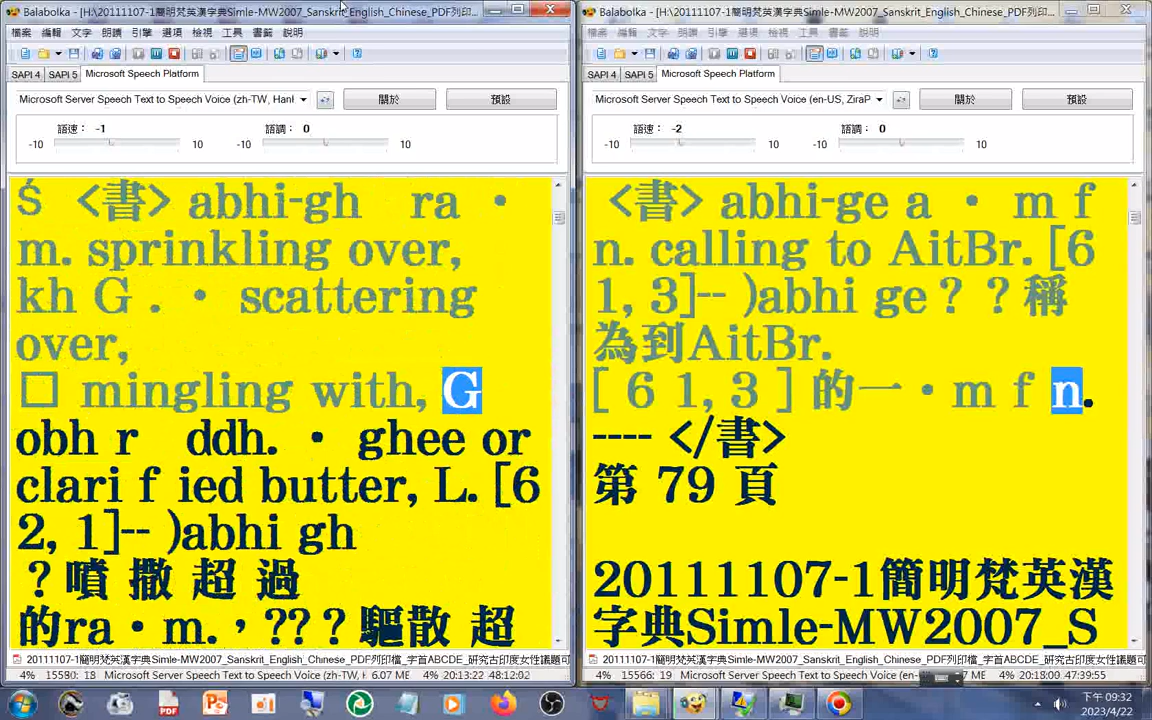 Balabolka - [H:\20111107-1簡明梵英漢字典Simle-MW2007_Sanskrit_English_Chinese_PDF列印...
檔案 編輯 文字 朗讀 引擎 選項 檢視 工具 書籤 說明
SAPI 4 SAPI 5 Microsoft Speech Platform
Microsoft Server Speech Text to Speech Voice (zh-TW, Hanl
關於 預設
語速： -1 語調： 0
-10 10 -10 10
Ś <書> abhi-gh ra •
m. sprinkling over,
kh G . • scattering
over,
□ mingling with, G
obh r ddh. • ghee or
clari f ied butter, L. [6
2, 1]-- )abhi gh
？噴 撒 超 過
的ra • m.，??？驅散 超
20111107-1簡明梵英漢字典Simle-MW2007_Sanskrit_English_Chinese_PDF列印檔_字首ABCDE_研究古印度女性議題可
4% 15580: 18 Microsoft Server Speech Text to Speech Voice (zh-TW, 6.07 ME 4% 20:13:22 48:12:02
Balabolka - [H:\20111107-1簡明梵英漢字典Simle-MW2007_Sanskrit_English_Chinese_PDF列印...
檔案 編輯 文字 朗讀 引擎 選項 檢視 工具 書籤 說明
SAPI 4 SAPI 5 Microsoft Speech Platform
Microsoft Server Speech Text to Speech Voice (en-US, ZiraP
關於 預設
語速： -2 語調： 0
-10 10 -10 10
<書> abhi-ge a • m f
n. calling to AitBr. [6
1, 3]-- )abhi ge？？稱
為到AitBr.
[ 6 1, 3 ] 的一 • m f n.
---- </書>
第 79 頁
20111107-1簡明梵英漢
字典Simle-MW2007_S
20111107-1簡明梵英漢字典Simle-MW2007_Sanskrit_English_Chinese_PDF列印檔_字首ABCDE_研究古印度女性議題可
4% 15566: 19 Microsoft Server Speech Text to Speech Voice (en-U ME 4% 20:18:00 47:39:55
下午 09:32
2023/4/22